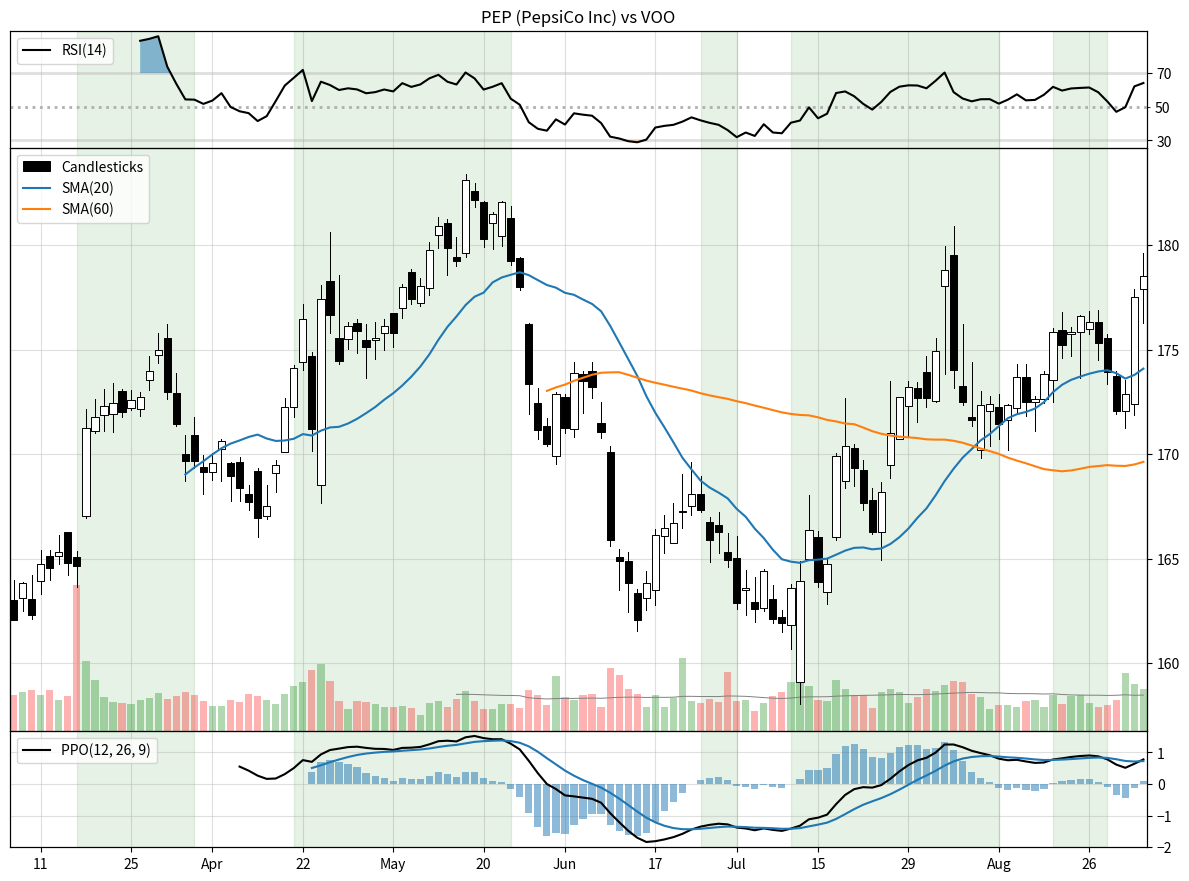 PEP (PepsiCo Inc) vs VOO
RSI(14)
70
50
30
Candlesticks
SMA(20)
SMA(60)
180
175
170
165
160
PPO(12, 26, 9)
1
0
−1
−2
11 25 Apr 22 May 20 Jun 17 Jul 15 29 Aug 26